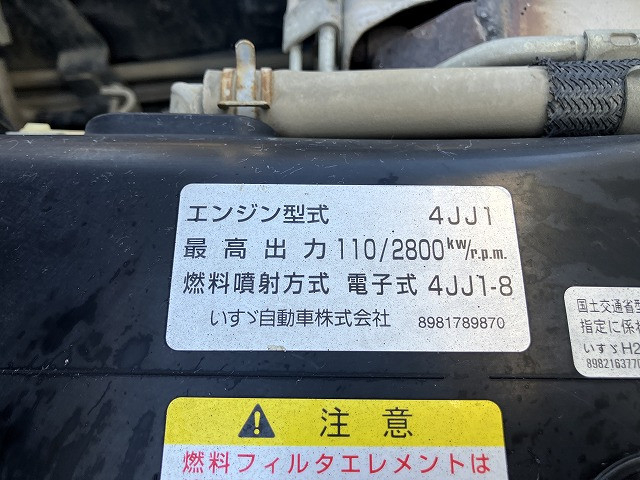 エンジン型式 4JJ1
最高出力 110/2800kW/r.p.m.
燃料噴射方式 電子式 4JJ1-8
いすゞ自動車株式会社 8981789870
国土交通省
指定に係
いすゞH2
898216377
注意
燃料フィルタエレメントは